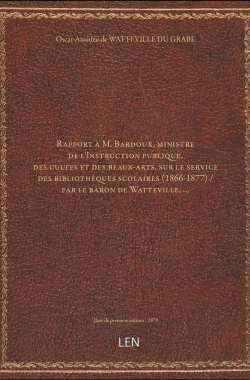 Oscar-Amédée de WATTEVILLE DU GRABE
Rapport à M. Bardoux, ministre
de l'Instruction publique,
des cultes et des beaux-arts, sur le service
des bibliothèques scolaires (1866-1877) /
par le baron de Watteville, ...
Date de première édition : 1879
LEN